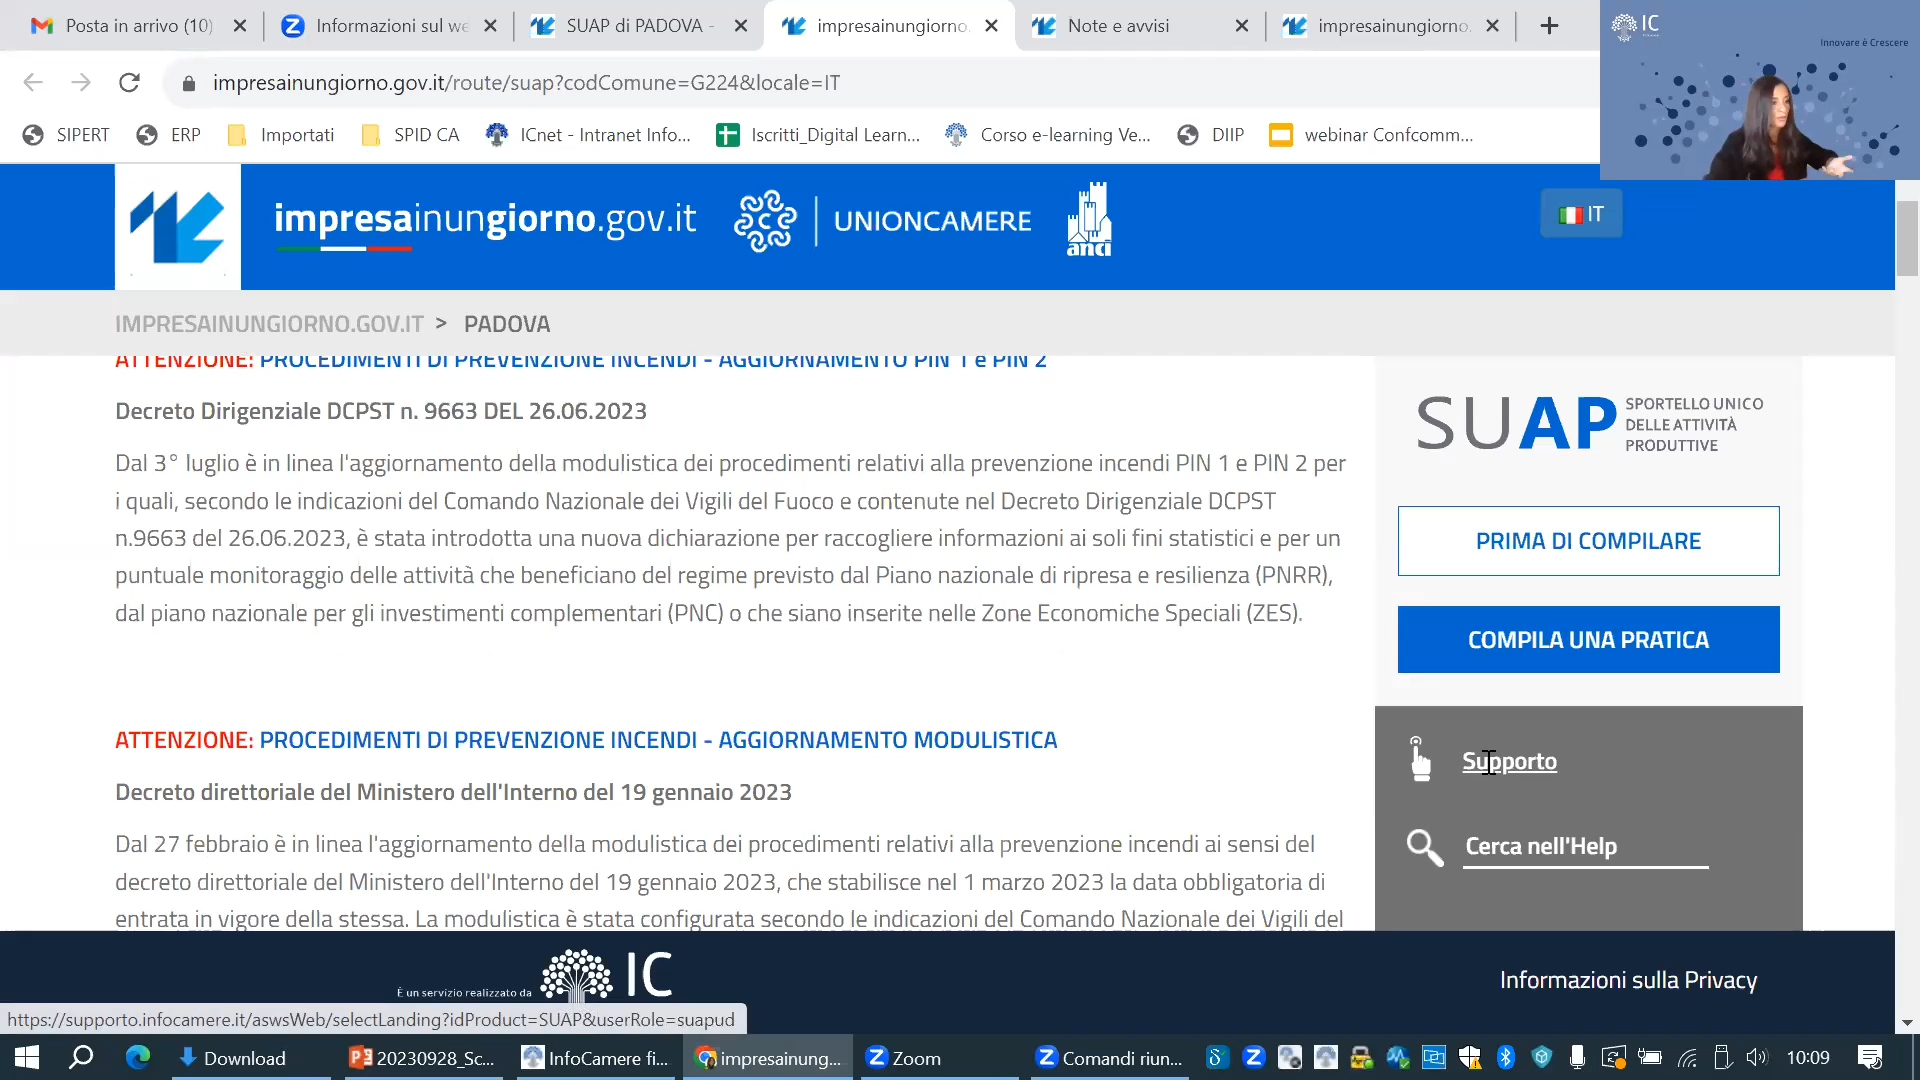 Posta in arrivo (10)
Informazioni sul we
SUAP di PADOVA -
impresainungiorno.
Note e avvisi
impresainungiorno.
IC
Innovare è Crescere
impresainungiorno.gov.it/route/suap?codComune=G224&locale=IT
SIPERT
ERP
Importati
SPID CA
ICnet - Intranet Info...
Iscritti_Digital Learn...
Corso e-learning Ve...
DIIP
webinar Confcomm...
impresainungiorno.gov.it
UNIONCAMERE
anci
IT
IMPRESAINUNGIORNO.GOV.IT > PADOVA
ATTENZIONE: PROCEDIMENTI DI PREVENZIONE INCENDI - AGGIORNAMENTO PIN 1 e PIN 2
Decreto Dirigenziale DCPST n. 9663 DEL 26.06.2023
Dal 3° luglio è in linea l'aggiornamento della modulistica dei procedimenti relativi alla prevenzione incendi PIN 1 e PIN 2 per
i quali, secondo le indicazioni del Comando Nazionale dei Vigili del Fuoco e contenute nel Decreto Dirigenziale DCPST
n.9663 del 26.06.2023, è stata introdotta una nuova dichiarazione per raccogliere informazioni ai soli fini statistici e per un
puntuale monitoraggio delle attività che beneficiano del regime previsto dal Piano nazionale di ripresa e resilienza (PNRR),
dal piano nazionale per gli investimenti complementari (PNC) o che siano inserite nelle Zone Economiche Speciali (ZES).
ATTENZIONE: PROCEDIMENTI DI PREVENZIONE INCENDI - AGGIORNAMENTO MODULISTICA
Decreto direttoriale del Ministero dell'Interno del 19 gennaio 2023
Dal 27 febbraio è in linea l'aggiornamento della modulistica dei procedimenti relativi alla prevenzione incendi ai sensi del
decreto direttoriale del Ministero dell'Interno del 19 gennaio 2023, che stabilisce nel 1 marzo 2023 la data obbligatoria di
entrata in vigore della stessa. La modulistica è stata configurata secondo le indicazioni del Comando Nazionale dei Vigili del
SUAP
SPORTELLO UNICO
DELLE ATTIVITÀ
PRODUTTIVE
PRIMA DI COMPILARE
COMPILA UNA PRATICA
Supporto
Cerca nell'Help
È un servizio realizzato da
IC
Informazioni sulla Privacy
https://supporto.infocamere.it/aswsWeb/selectLanding?idProduct=SUAP&userRole=suapud
Download
20230928_Sc...
InfoCamere fi...
impresainung...
Zoom
Comandi riun...
10:09